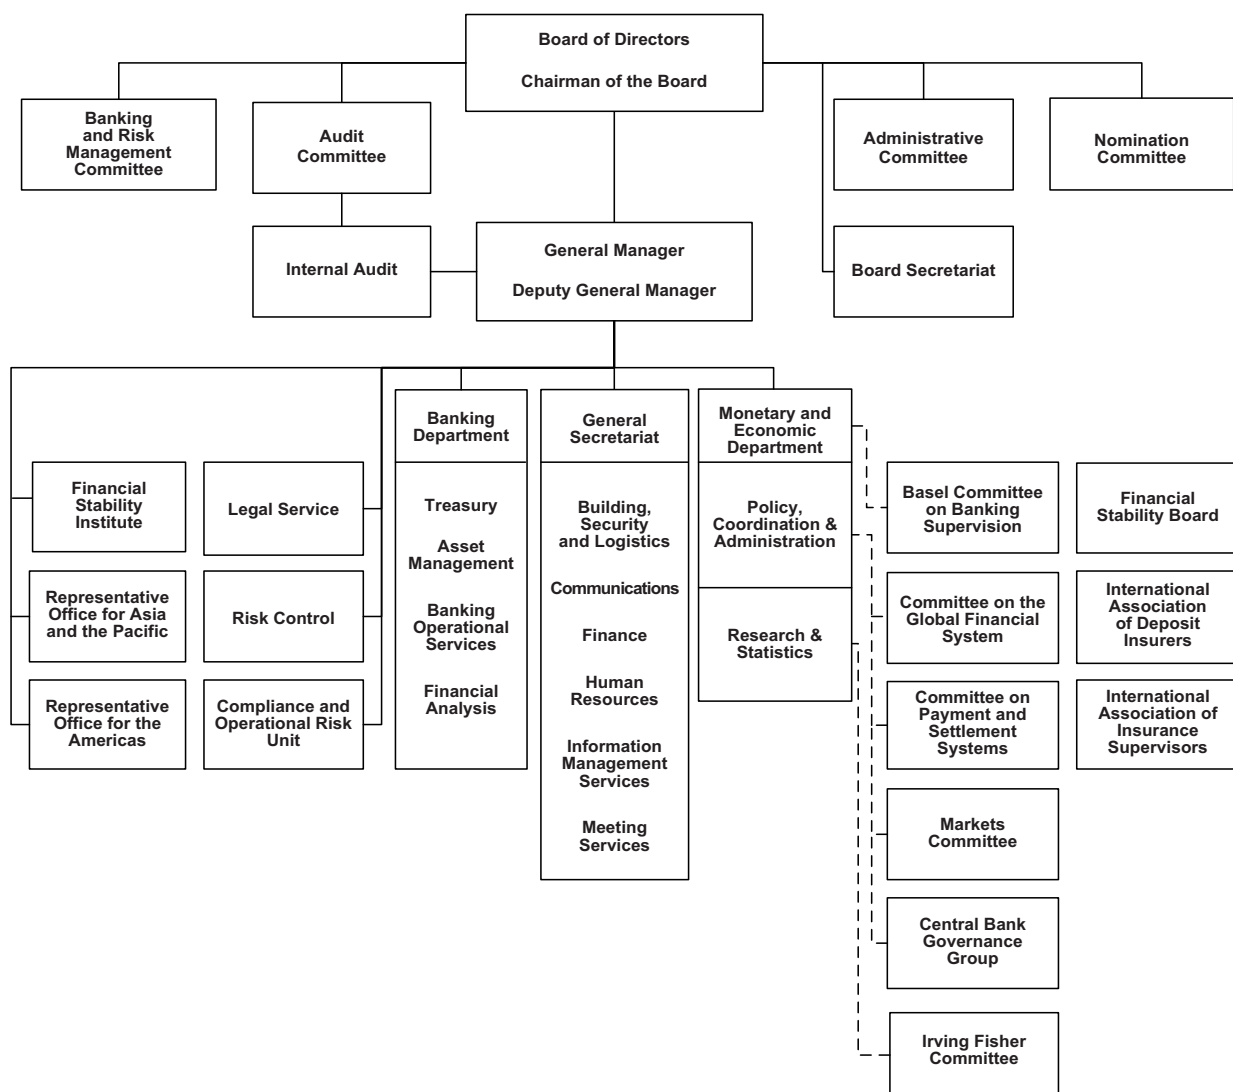 Board of Directors
Chairman of the Board
Banking
and Risk
Management
Committee
Audit
Committee
Administrative
Committee
Nomination
Committee
Internal Audit
General Manager
Deputy General Manager
Board Secretariat
Banking
Department
General
Secretariat
Monetary and
Economic
Department
Financial
Stability
Institute
Legal Service
Representative
Office for Asia
and the Pacific
Risk Control
Representative
Office for the
Americas
Compliance and
Operational Risk
Unit
Treasury
Asset
Management
Banking
Operational
Services
Financial
Analysis
Building,
Security
and Logistics
Communications
Finance
Human
Resources
Information
Management
Services
Meeting
Services
Policy,
Coordination &
Administration
Research &
Statistics
Basel Committee
on Banking
Supervision
Financial
Stability Board
Committee on the
Global Financial
System
International
Association
of Deposit
Insurers
Committee on
Payment and
Settlement
Systems
International
Association of
Insurance
Supervisors
Markets
Committee
Central Bank
Governance
Group
Irving Fisher
Committee